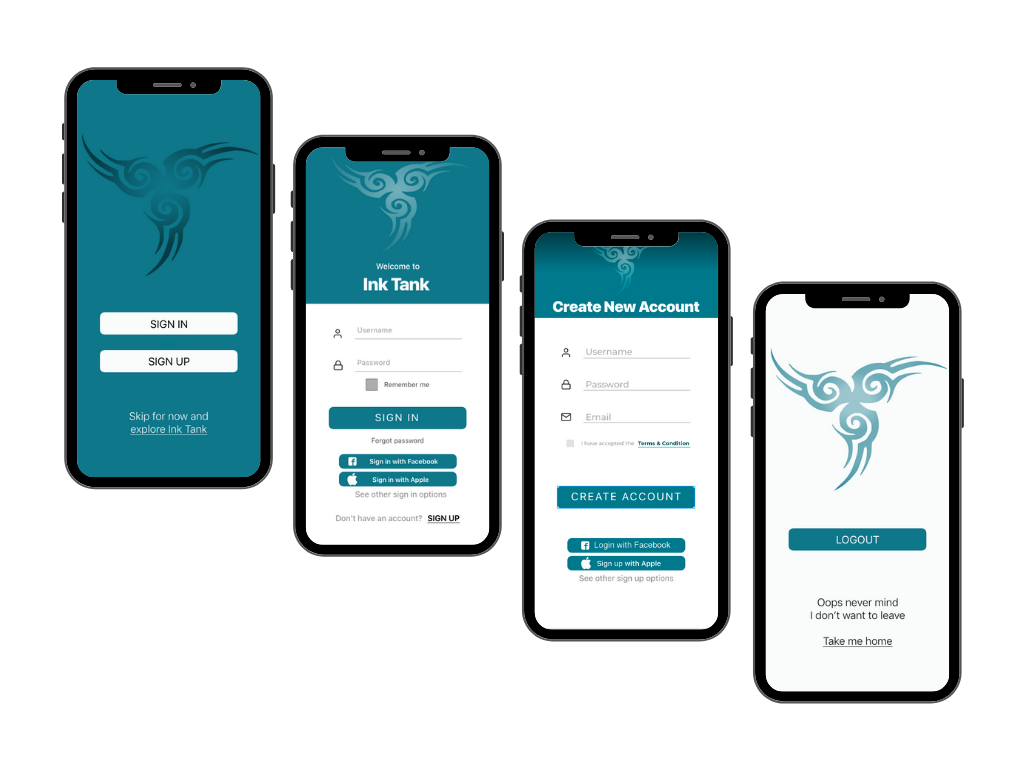 SIGN IN
SIGN UP
Skip for now and
explore Ink Tank
Welcome to
Ink Tank
Username
Password
Remember me
SIGN IN
Forgot password
Sign in with Facebook
Sign in with Apple
See other sign in options
Don't have an account? SIGN UP
Create New Account
Username
Password
Email
I have accepted the Terms & Condition
CREATE ACCOUNT
Login with Facebook
Sign up with Apple
See other sign up options
LOGOUT
Oops never mind
I don't want to leave
Take me home